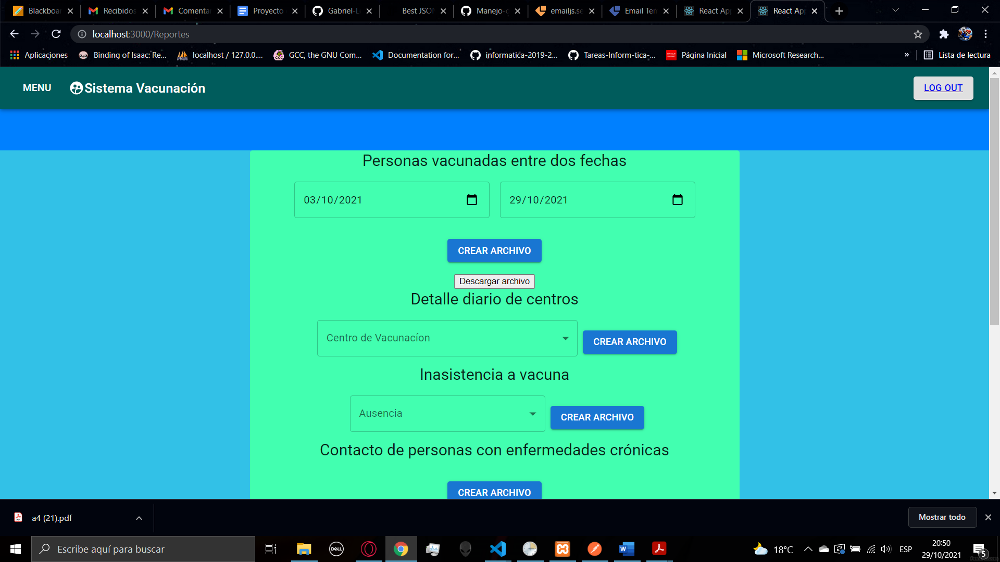 Blackboar
Recibidos
Comentar
Proyecto
Gabriel-L
Best JSON
Manejo-d
emailjs.se
Email Tem
React App
React App
localhost:3000/Reportes
Aplicaciones
Binding of Isaac: Re...
localhost / 127.0.0....
GCC, the GNU Com...
Documentation for...
informatica-2019-2...
Tareas-Inform-tica-...
Página Inicial
Microsoft Research...
»
Lista de lectura
MENU
Sistema Vacunación
LOG OUT
Personas vacunadas entre dos fechas
03/10/2021
29/10/2021
CREAR ARCHIVO
Descargar archivo
Detalle diario de centros
Centro de Vacunacíon
CREAR ARCHIVO
Inasistencia a vacuna
Ausencia
CREAR ARCHIVO
Contacto de personas con enfermedades crónicas
CREAR ARCHIVO
a4 (21).pdf
Mostrar todo
Escribe aquí para buscar
DELL
18°C
ESP
20:50
29/10/2021
5